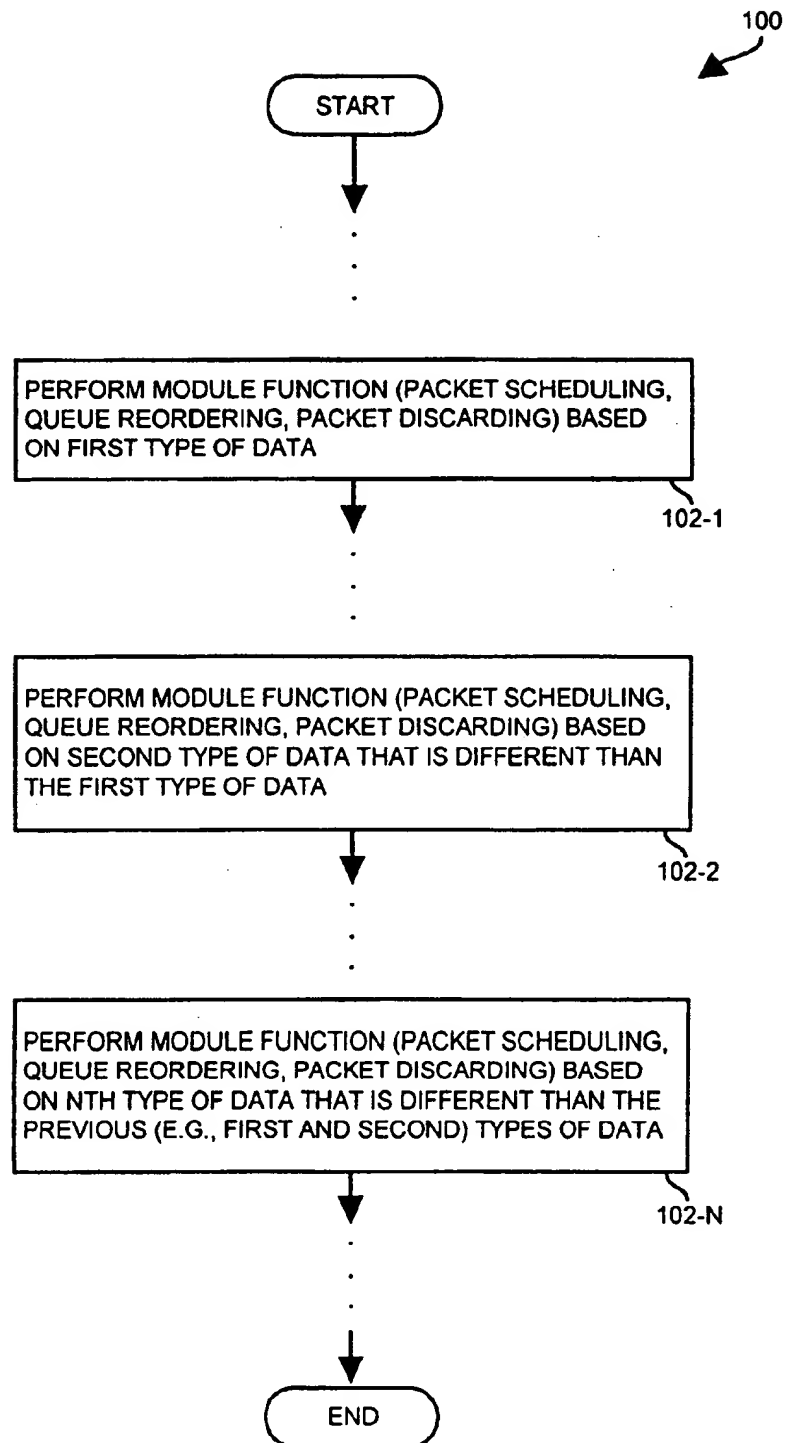 100
START
PERFORM MODULE FUNCTION (PACKET SCHEDULING,
QUEUE REORDERING, PACKET DISCARDING) BASED
ON FIRST TYPE OF DATA
102-1
PERFORM MODULE FUNCTION (PACKET SCHEDULING,
QUEUE REORDERING, PACKET DISCARDING) BASED
ON SECOND TYPE OF DATA THAT IS DIFFERENT THAN
THE FIRST TYPE OF DATA
102-2
PERFORM MODULE FUNCTION (PACKET SCHEDULING,
QUEUE REORDERING, PACKET DISCARDING) BASED
ON NTH TYPE OF DATA THAT IS DIFFERENT THAN THE
PREVIOUS (E.G., FIRST AND SECOND) TYPES OF DATA
102-N
END